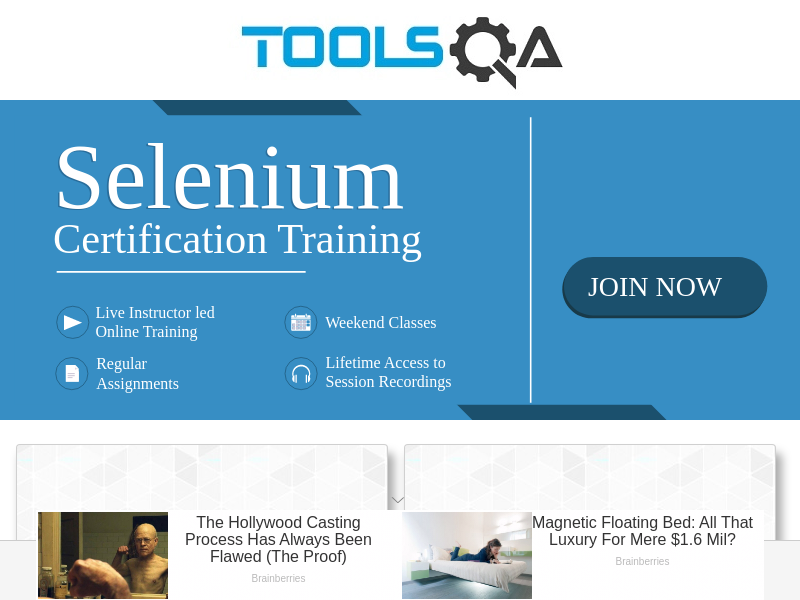 TOOLSQA
Selenium
Certification Training
JOIN NOW
Live Instructor led
Online Training
Weekend Classes
Regular
Assignments
Lifetime Access to
Session Recordings
The Hollywood Casting
Process Has Always Been
Flawed (The Proof)
Brainberries
Magnetic Floating Bed: All That
Luxury For Mere $1.6 Mil?
Brainberries